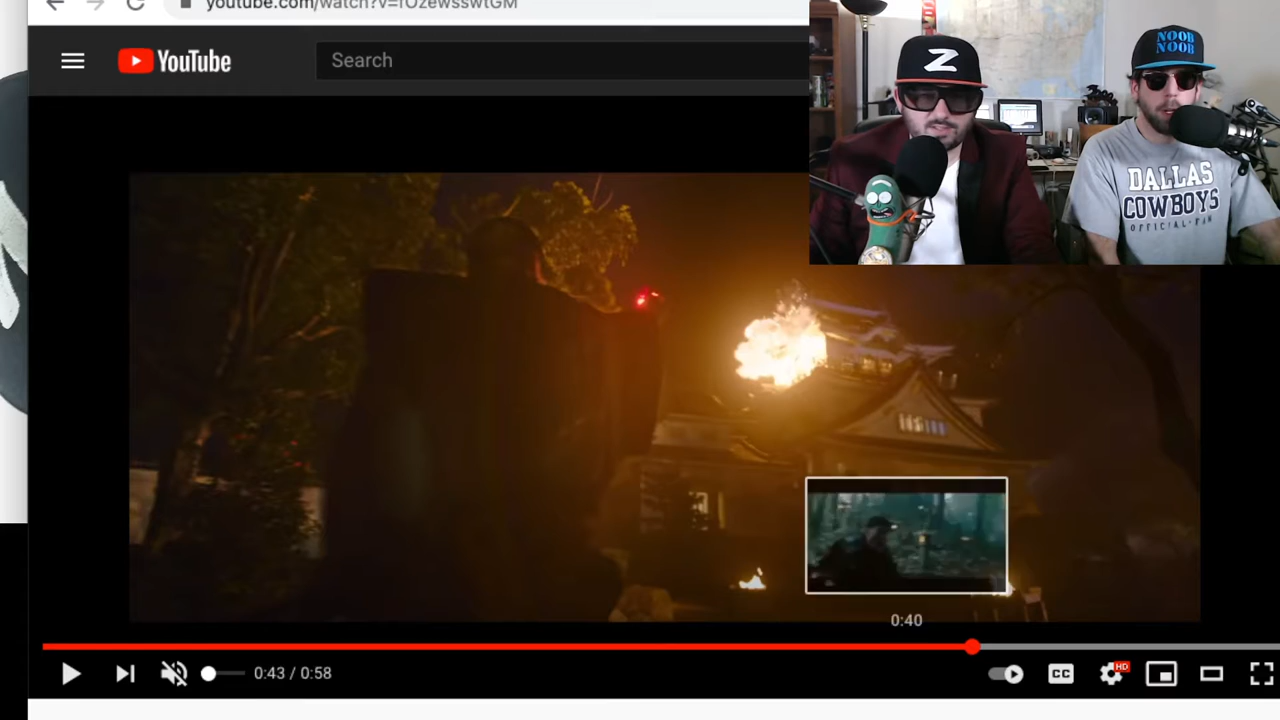 youtube.com/watch?v=fOzewsswtGM
YouTube
Search
Z
NOOB
NOOB
DALLAS
COWBOYS
OFFICIAL FAN
0:40
0:43 / 0:58
CC
HD